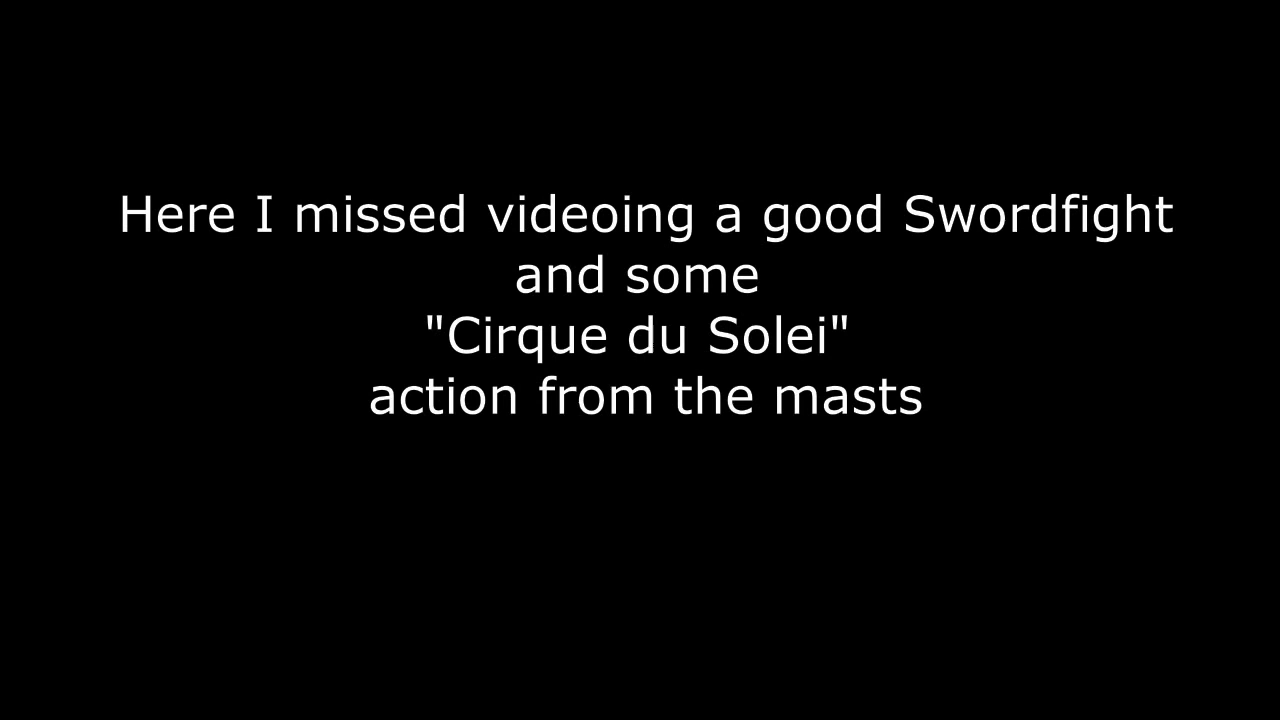 Here I missed videoing a good Swordfight
and some
"Cirque du Solei"
action from the masts